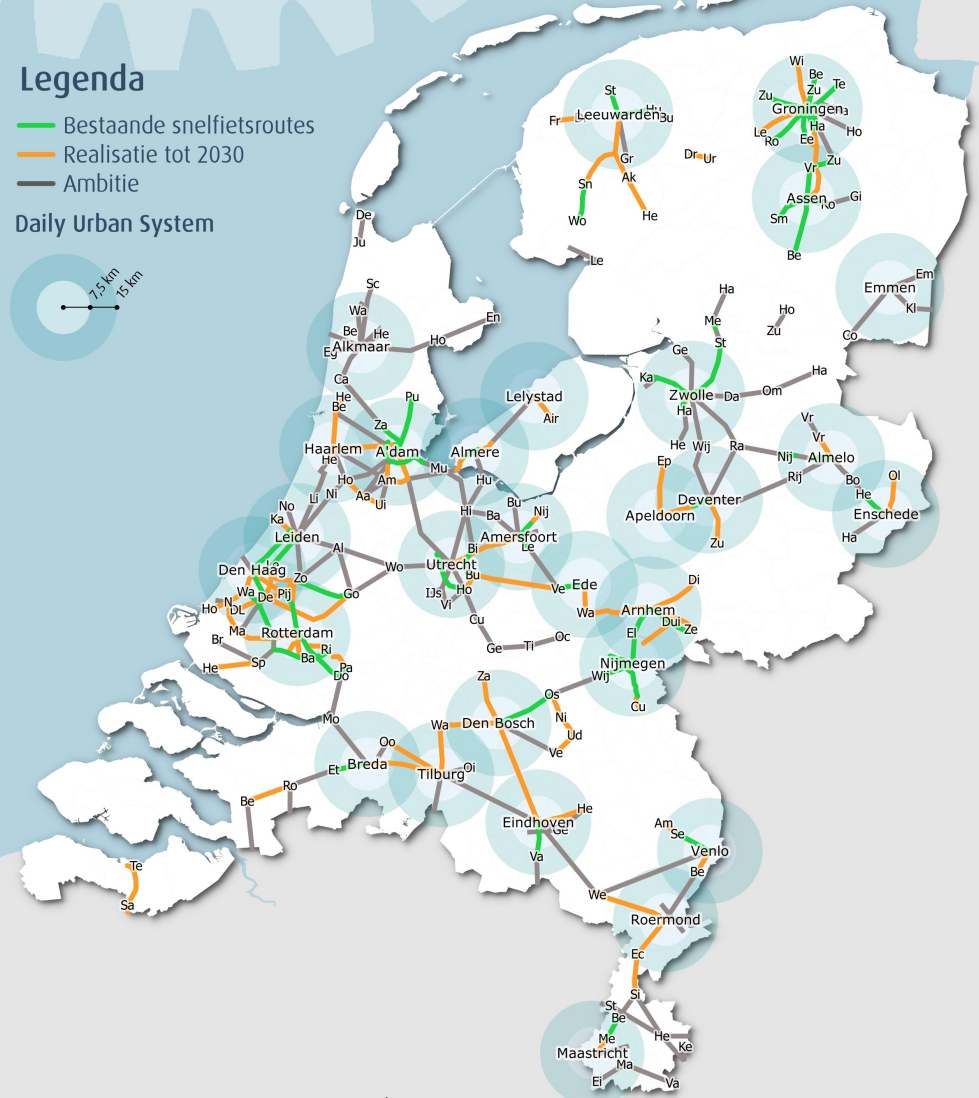 Legenda
Bestaande snelfietsroutes
Realisatie tot 2030
Ambitie
Daily Urban System
7,5 km
15 km
Wi
Be
Te
Zu
Zu
Groningen
Le
Ro
Ee
Ha
Ho
Zu
Vr
Assen
Gi
Sm
Be
St
Fr
Leeuwarden
Hu
Bu
Gr
Ak
Sn
Wo
He
Dr
Ur
Le
De
Ju
Emmen
Em
Kl
Co
Sc
Wa
Be
He
Alkmaar
Ho
En
Ca
He
Be
Pu
Za
Haarlem
He
A'dam
Mu
Am
Ho
Aa
Ui
Ni
Li
Lelystad
Air
Almere
Hu
Ha
Me
St
Ho
Zu
Ge
Ka
Zwolle
Ha
Da
Om
Ha
He
Wij
Ra
Vr
Vr
Nij
Almelo
Rij
Bo
He
Ol
Enschede
Ha
Ep
Deventer
Apeldoorn
Zu
No
Ka
Leiden
Al
Den Haag
Zo
Wa
De
Pij
Go
Wo
Ho
DL
Ma
Br
Rotterdam
Ri
Ba
Sp
He
Pa
Do
Mo
Hi
Ba
Bu
Nij
Amersfoort
Le
Bi
Utrecht
Bu
Ho
IJs
Vi
Cu
Ge
Ti
Oc
Ve
Ede
Wa
Arnhem
Di
Dui
Ze
El
Nijmegen
Wij
Cu
Za
Os
Den Bosch
Wa
Ni
Ud
Ve
Oo
Breda
Et
Tilburg
Oi
Ro
Be
Te
Sa
Eindhoven
He
Ge
Va
Am
Se
Venlo
Be
We
Roermond
Ec
Si
St
Be
Me
Maastricht
He
Ke
Ma
Ei
Va